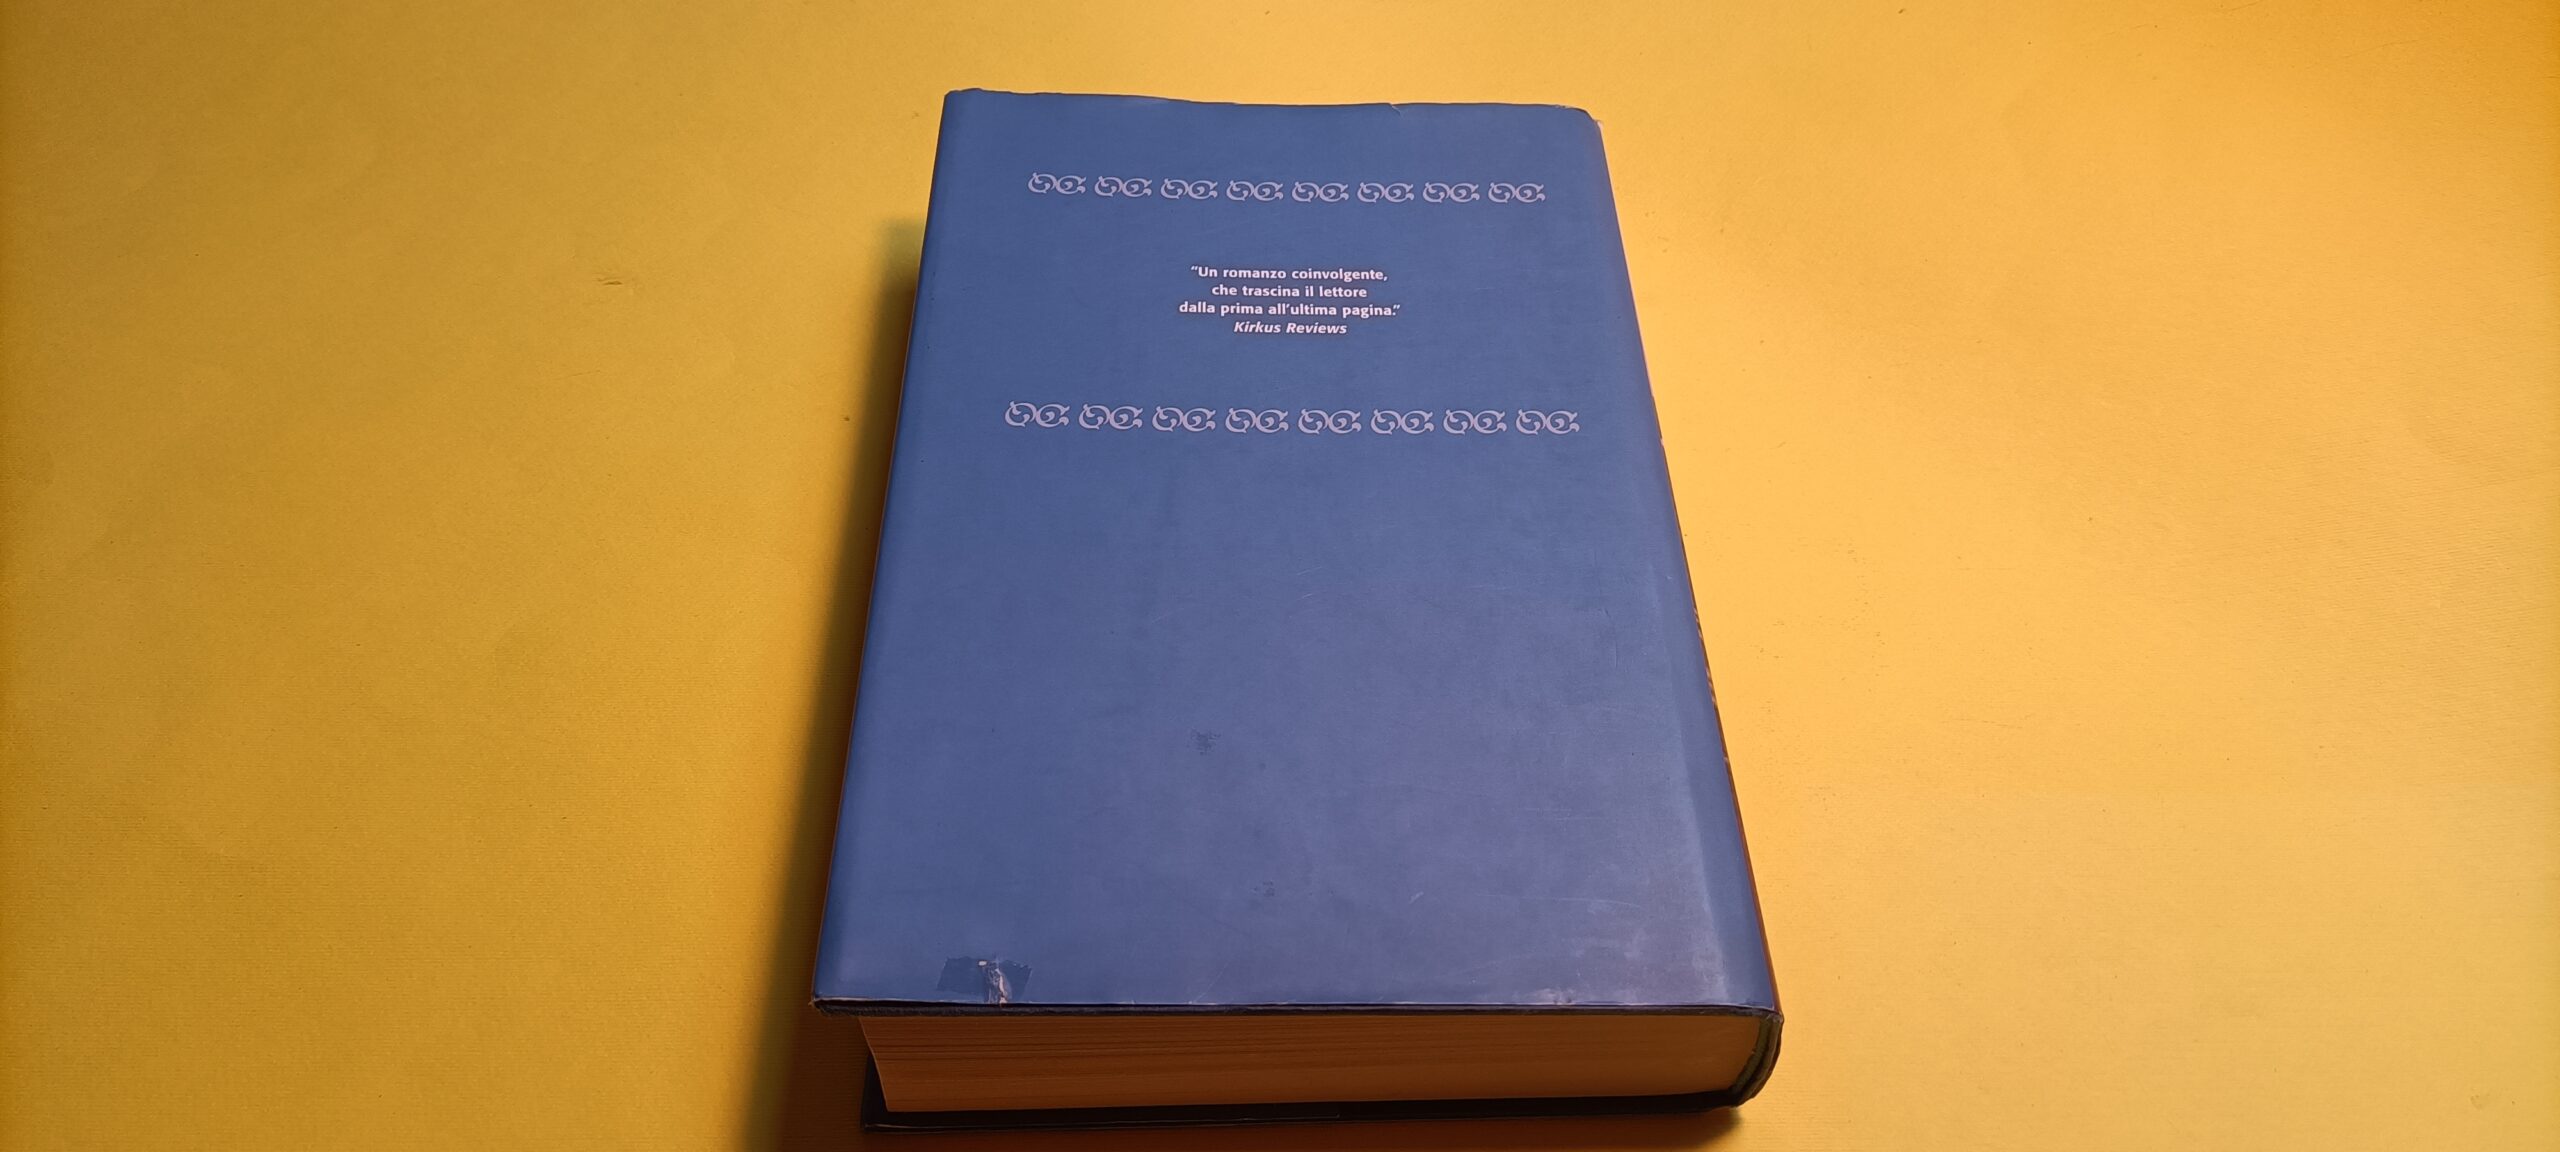 “Un romanzo coinvolgente,
che trascina il lettore
dalla prima all’ultima pagina.”
Kirkus Reviews